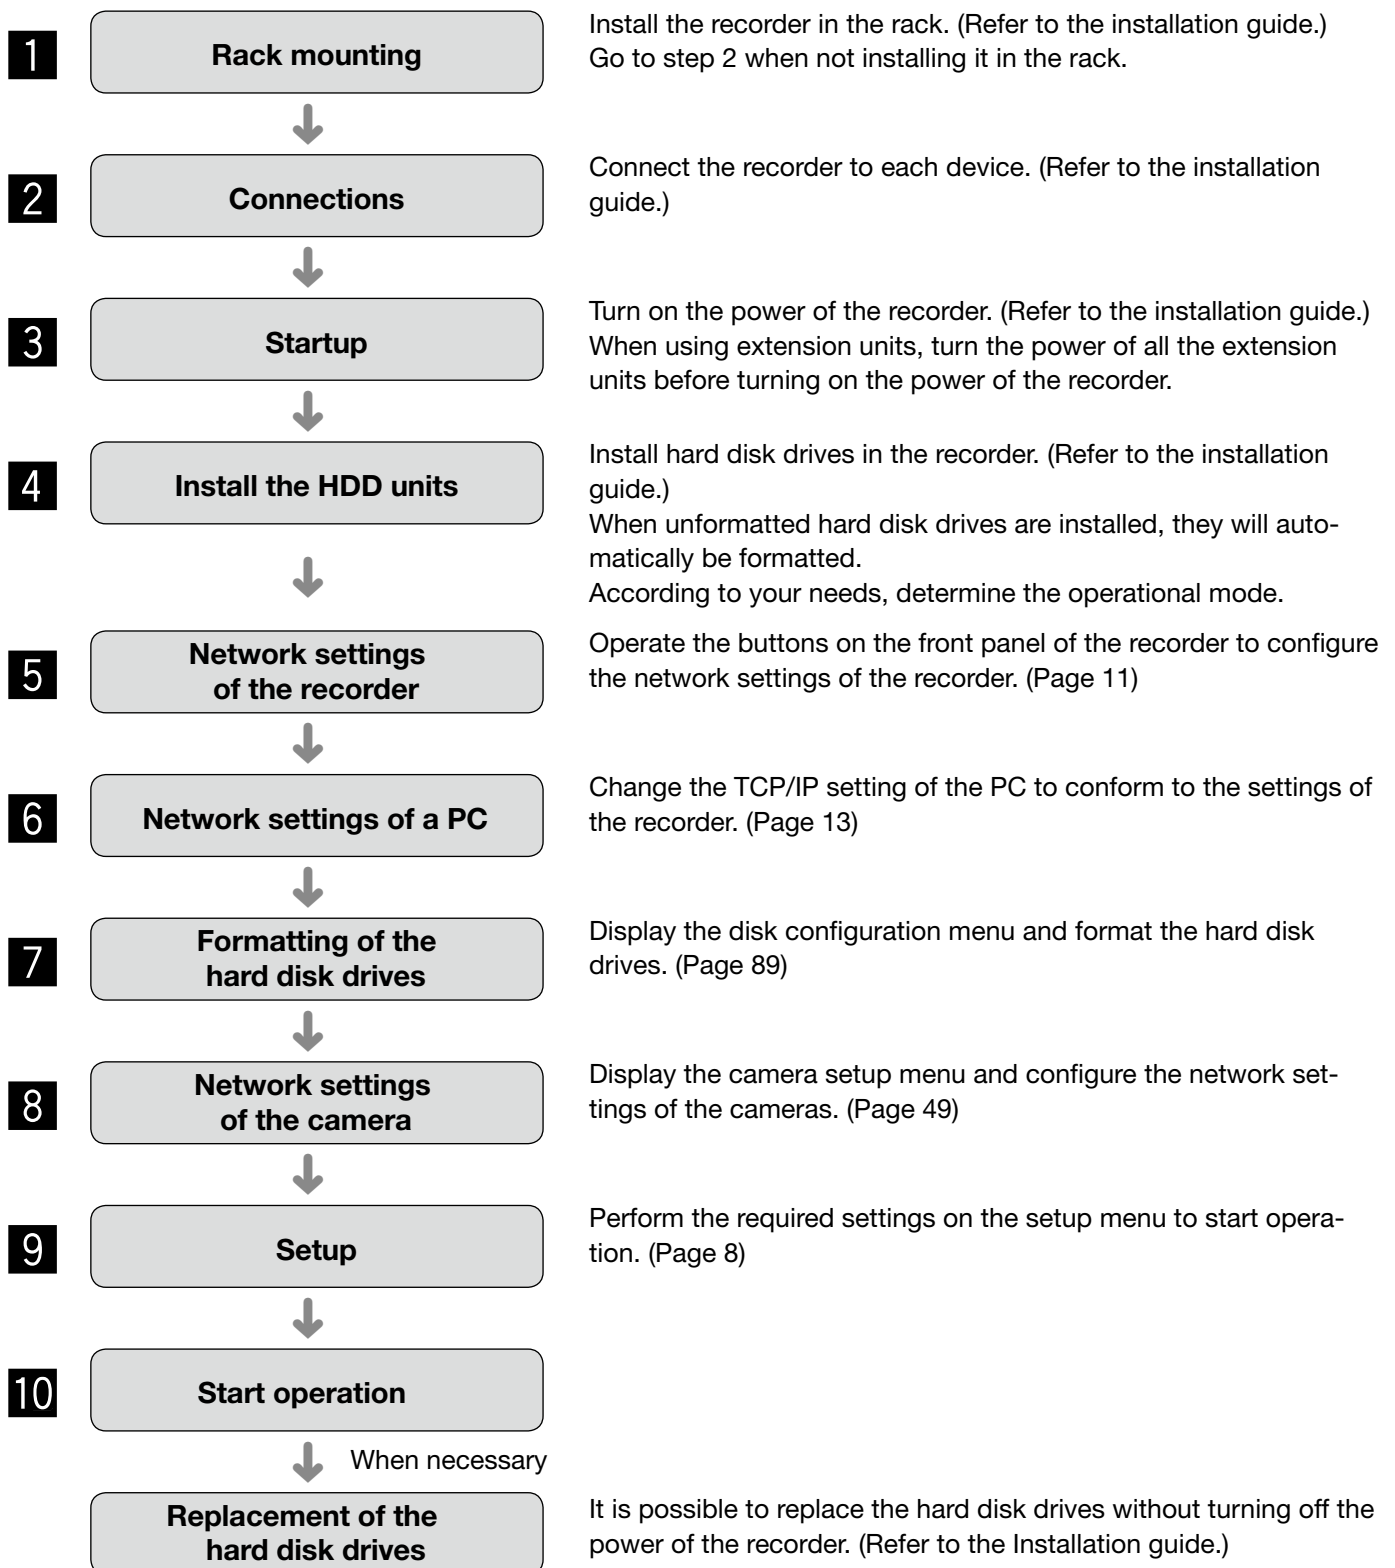 1
Rack mounting
Install the recorder in the rack. (Refer to the installation guide.)
Go to step 2 when not installing it in the rack.
2
Connections
Connect the recorder to each device. (Refer to the installation
guide.)
3
Startup
Turn on the power of the recorder. (Refer to the installation guide.)
When using extension units, turn the power of all the extension
units before turning on the power of the recorder.
4
Install the HDD units
Install hard disk drives in the recorder. (Refer to the installation
guide.)
When unformatted hard disk drives are installed, they will auto-
matically be formatted.
According to your needs, determine the operational mode.
5
Network settings
of the recorder
Operate the buttons on the front panel of the recorder to configure
the network settings of the recorder. (Page 11)
6
Network settings of a PC
Change the TCP/IP setting of the PC to conform to the settings of
the recorder. (Page 13)
7
Formatting of the
hard disk drives
Display the disk configuration menu and format the hard disk
drives. (Page 89)
8
Network settings
of the camera
Display the camera setup menu and configure the network set-
tings of the cameras. (Page 49)
9
Setup
Perform the required settings on the setup menu to start opera-
tion. (Page 8)
10
Start operation
When necessary
Replacement of the
hard disk drives
It is possible to replace the hard disk drives without turning off the
power of the recorder. (Refer to the Installation guide.)